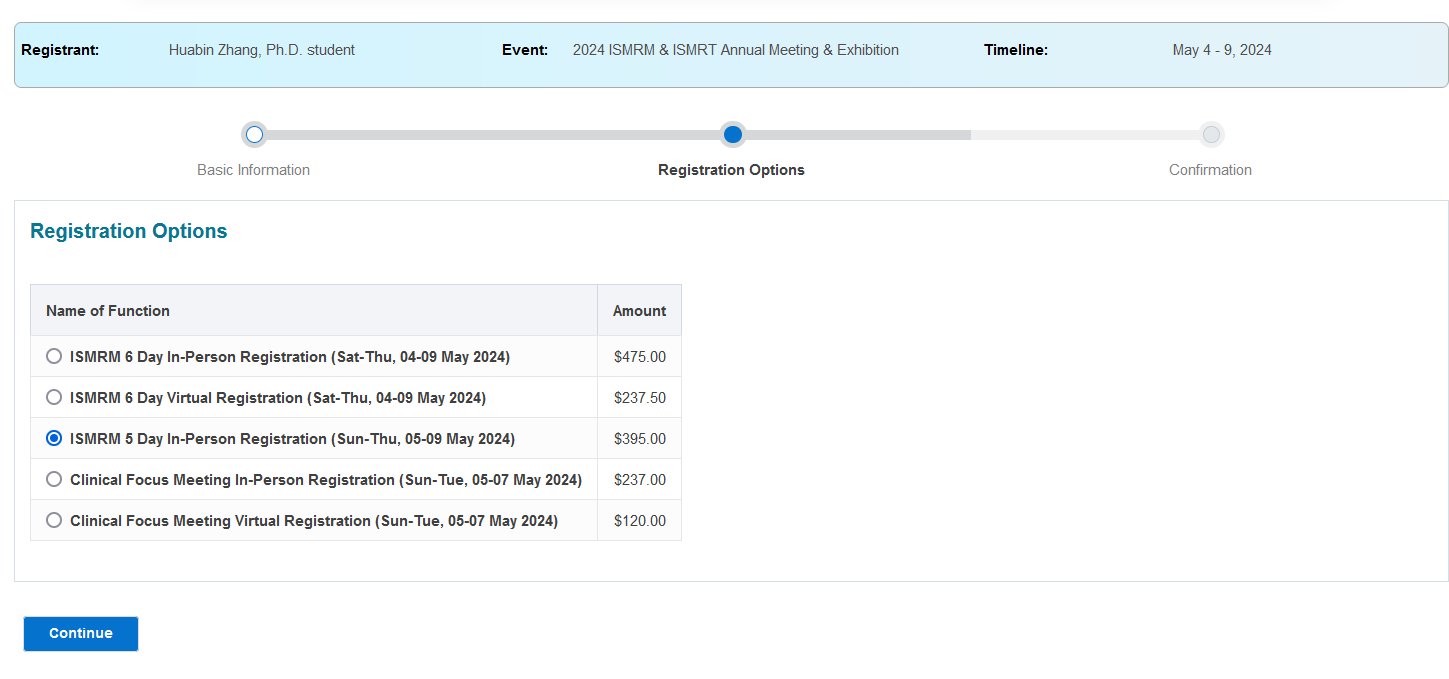 Registrant: Huabin Zhang, Ph.D. student Event: 2024 ISMRM & ISMRT Annual Meeting & Exhibition Timeline: May 4 - 9, 2024
Basic Information Registration Options Confirmation
Registration Options
Name of Function Amount
ISMRM 6 Day In-Person Registration (Sat-Thu, 04-09 May 2024) $475.00
ISMRM 6 Day Virtual Registration (Sat-Thu, 04-09 May 2024) $237.50
ISMRM 5 Day In-Person Registration (Sun-Thu, 05-09 May 2024) $395.00
Clinical Focus Meeting In-Person Registration (Sun-Tue, 05-07 May 2024) $237.00
Clinical Focus Meeting Virtual Registration (Sun-Tue, 05-07 May 2024) $120.00
Continue